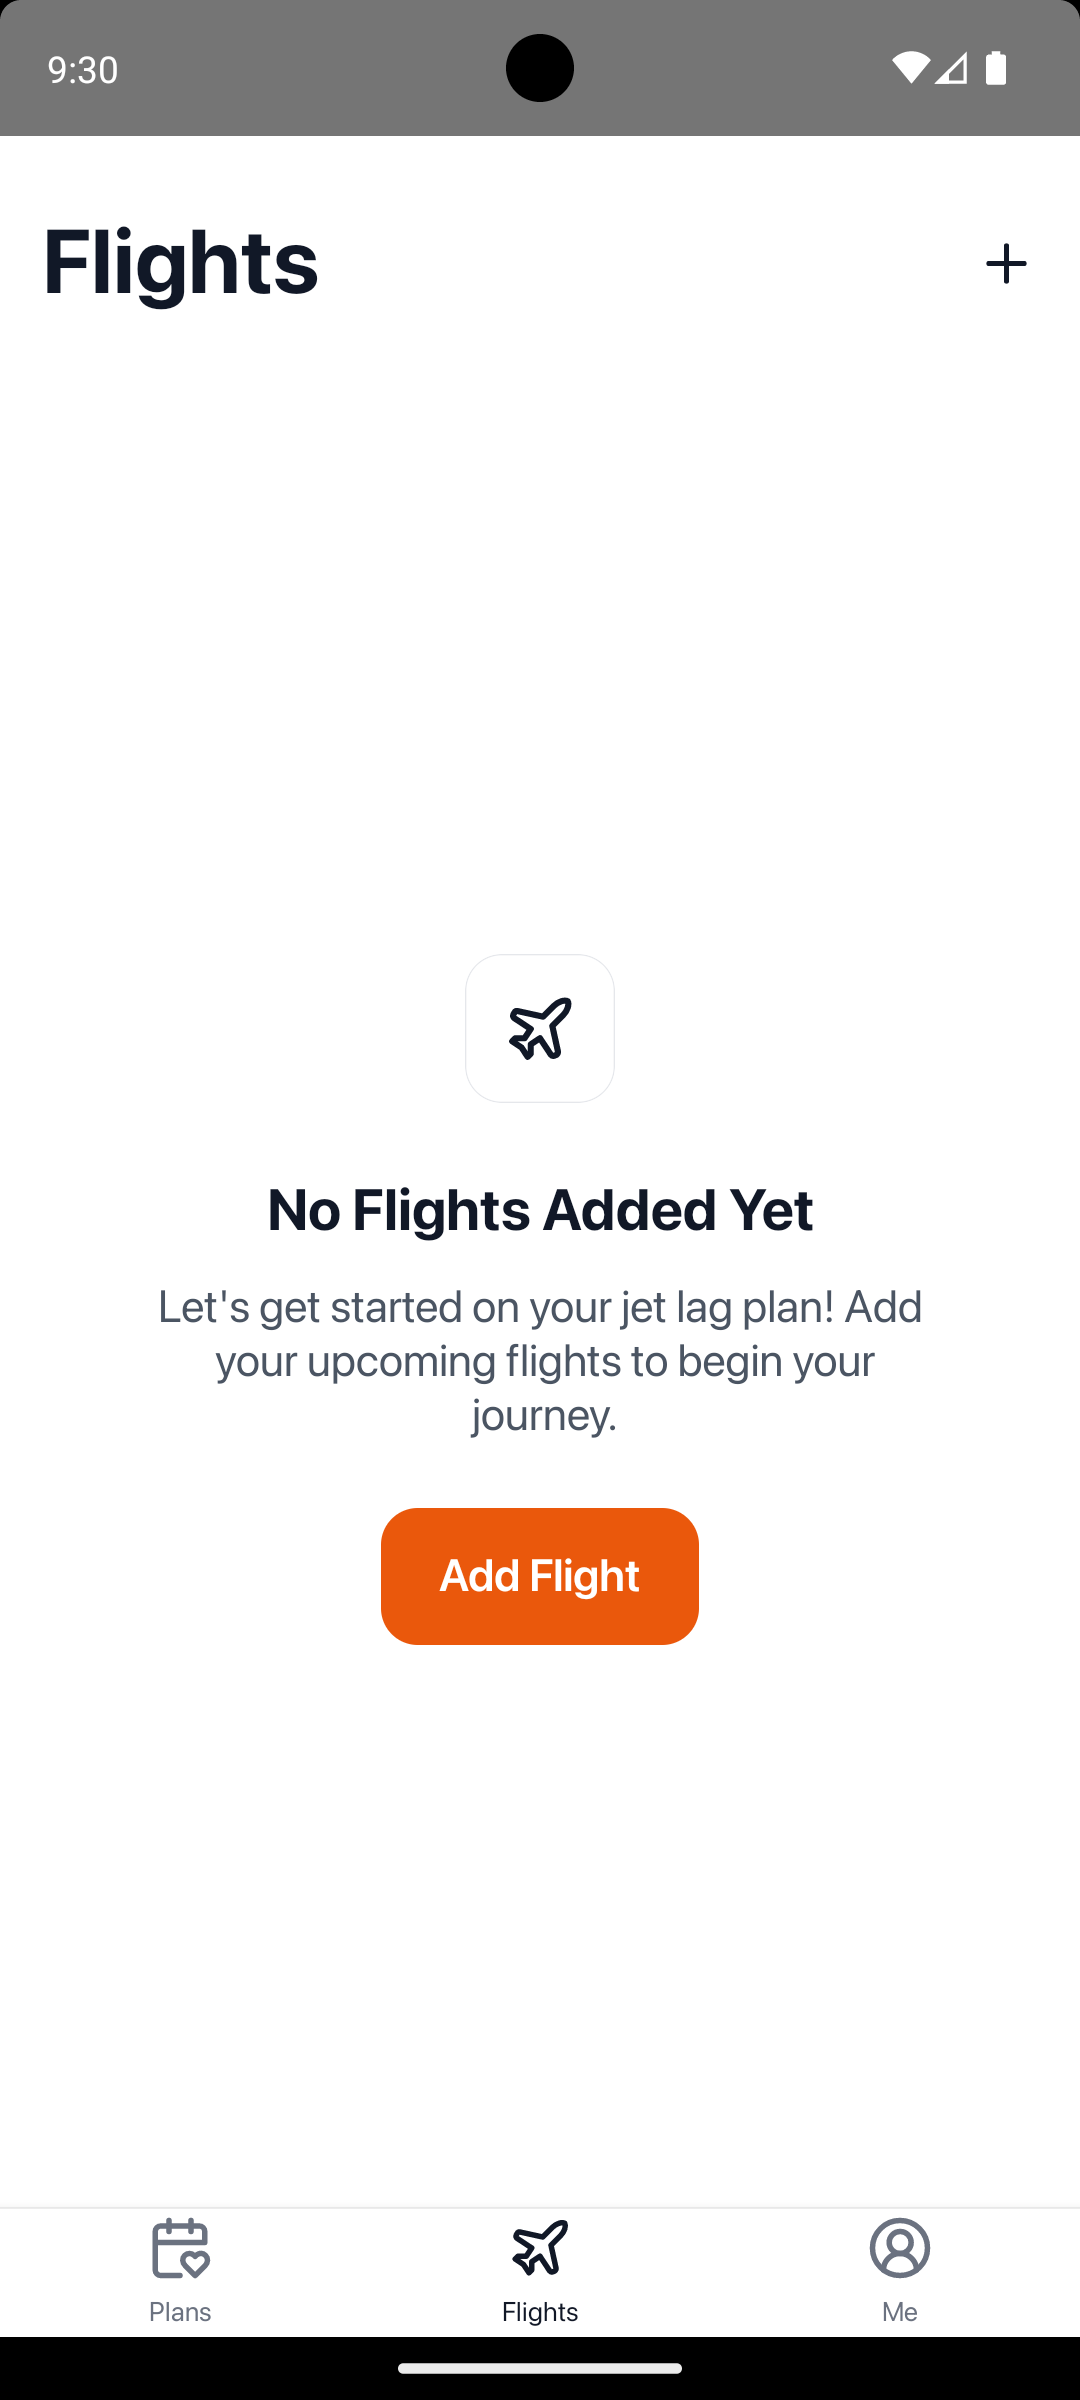 9:30
Flights
No Flights Added Yet
Let's get started on your jet lag plan! Add
your upcoming flights to begin your
journey.
Add Flight
Plans
Flights
Me